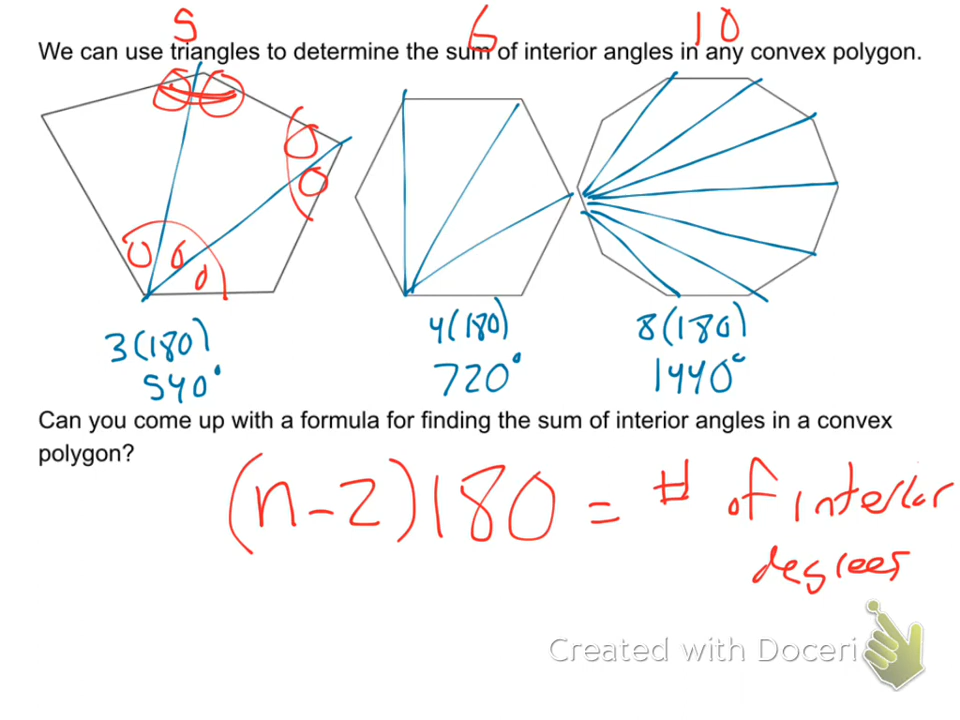 5 6 10
We can use triangles to determine the sum of interior angles in any convex polygon.
3(180) 4(180) 8(180)
540° 720° 1440°
Can you come up with a formula for finding the sum of interior angles in a convex
polygon?
(n-2)180 = # of interior
degrees
Created with Doceri